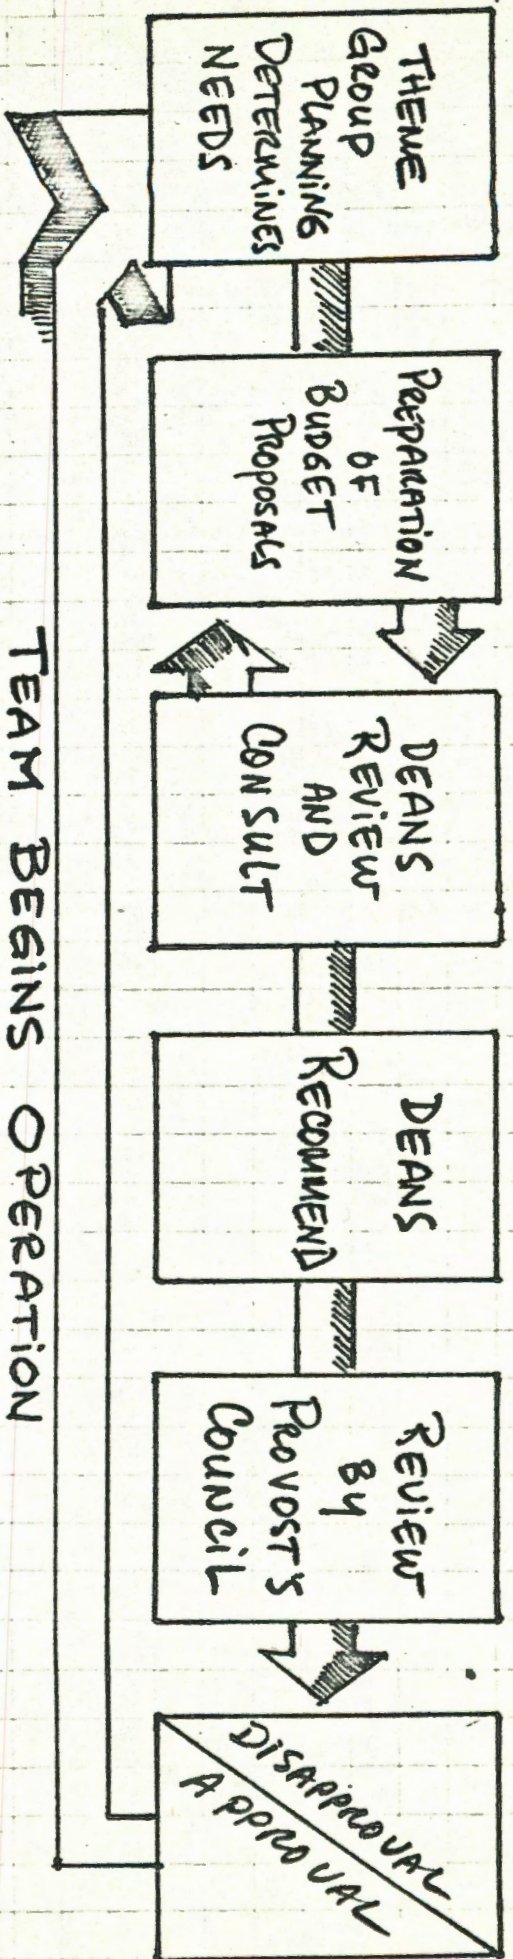 THEME
GROUP
PLANNING
DETERMINES
NEEDS
PREPARATION
OF
BUDGET
PROPOSALS
DEANS
REVIEW
AND
CONSULT
DEANS
RECOMMEND
REVIEW
BY
PROVOST'S
COUNCIL
DISAPPROVAL
APPROVAL
TEAM BEGINS OPERATION